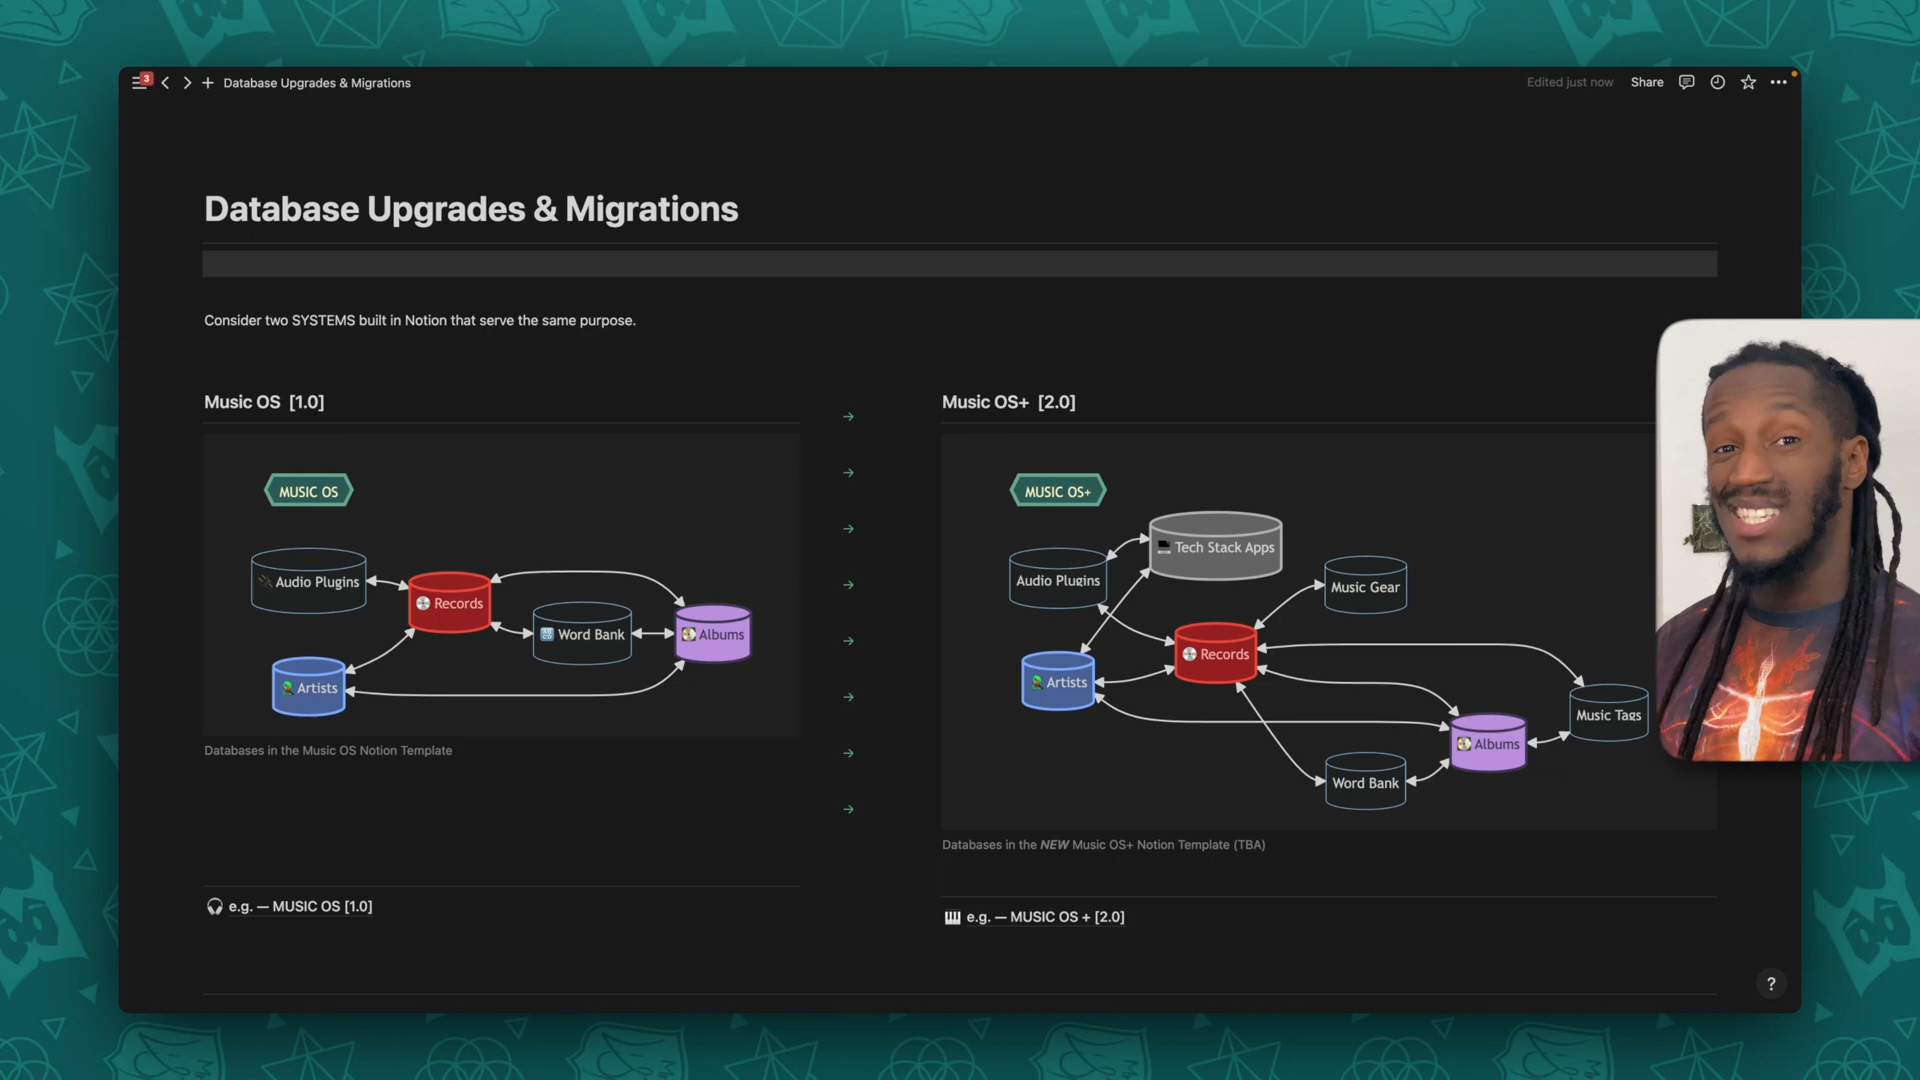 3
Database Upgrades & Migrations
Edited just now
Share
Database Upgrades & Migrations
Consider two SYSTEMS built in Notion that serve the same purpose.
Music OS [1.0]
MUSIC OS
Audio Plugins
Records
Word Bank
Albums
Artists
Databases in the Music OS Notion Template
e.g. — MUSIC OS [1.0]
Music OS+ [2.0]
MUSIC OS+
Tech Stack Apps
Audio Plugins
Music Gear
Records
Artists
Music Tags
Albums
Word Bank
Databases in the NEW Music OS+ Notion Template (TBA)
e.g. — MUSIC OS + [2.0]
?